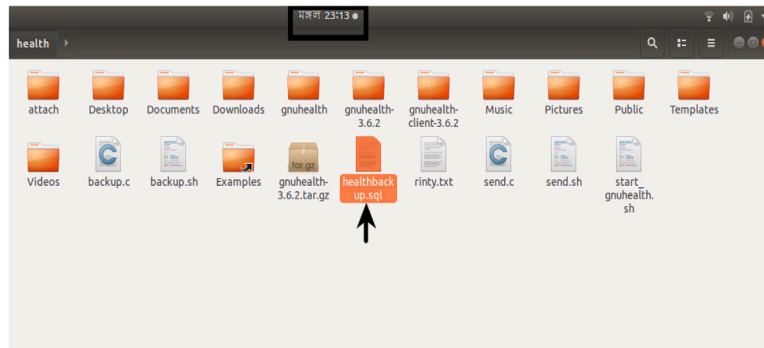 মঙ্গল 23:13
health
attach Desktop Documents Downloads gnuhealth gnuhealth- gnuhealth- Music Pictures Public Templates
3.6.2 client-3.6.2
tar.gz
Videos backup.c backup.sh Examples gnuhealth- healthback rinty.txt send.c send.sh start_
3.6.2.tar.gz up.sql gnuhealth.
sh